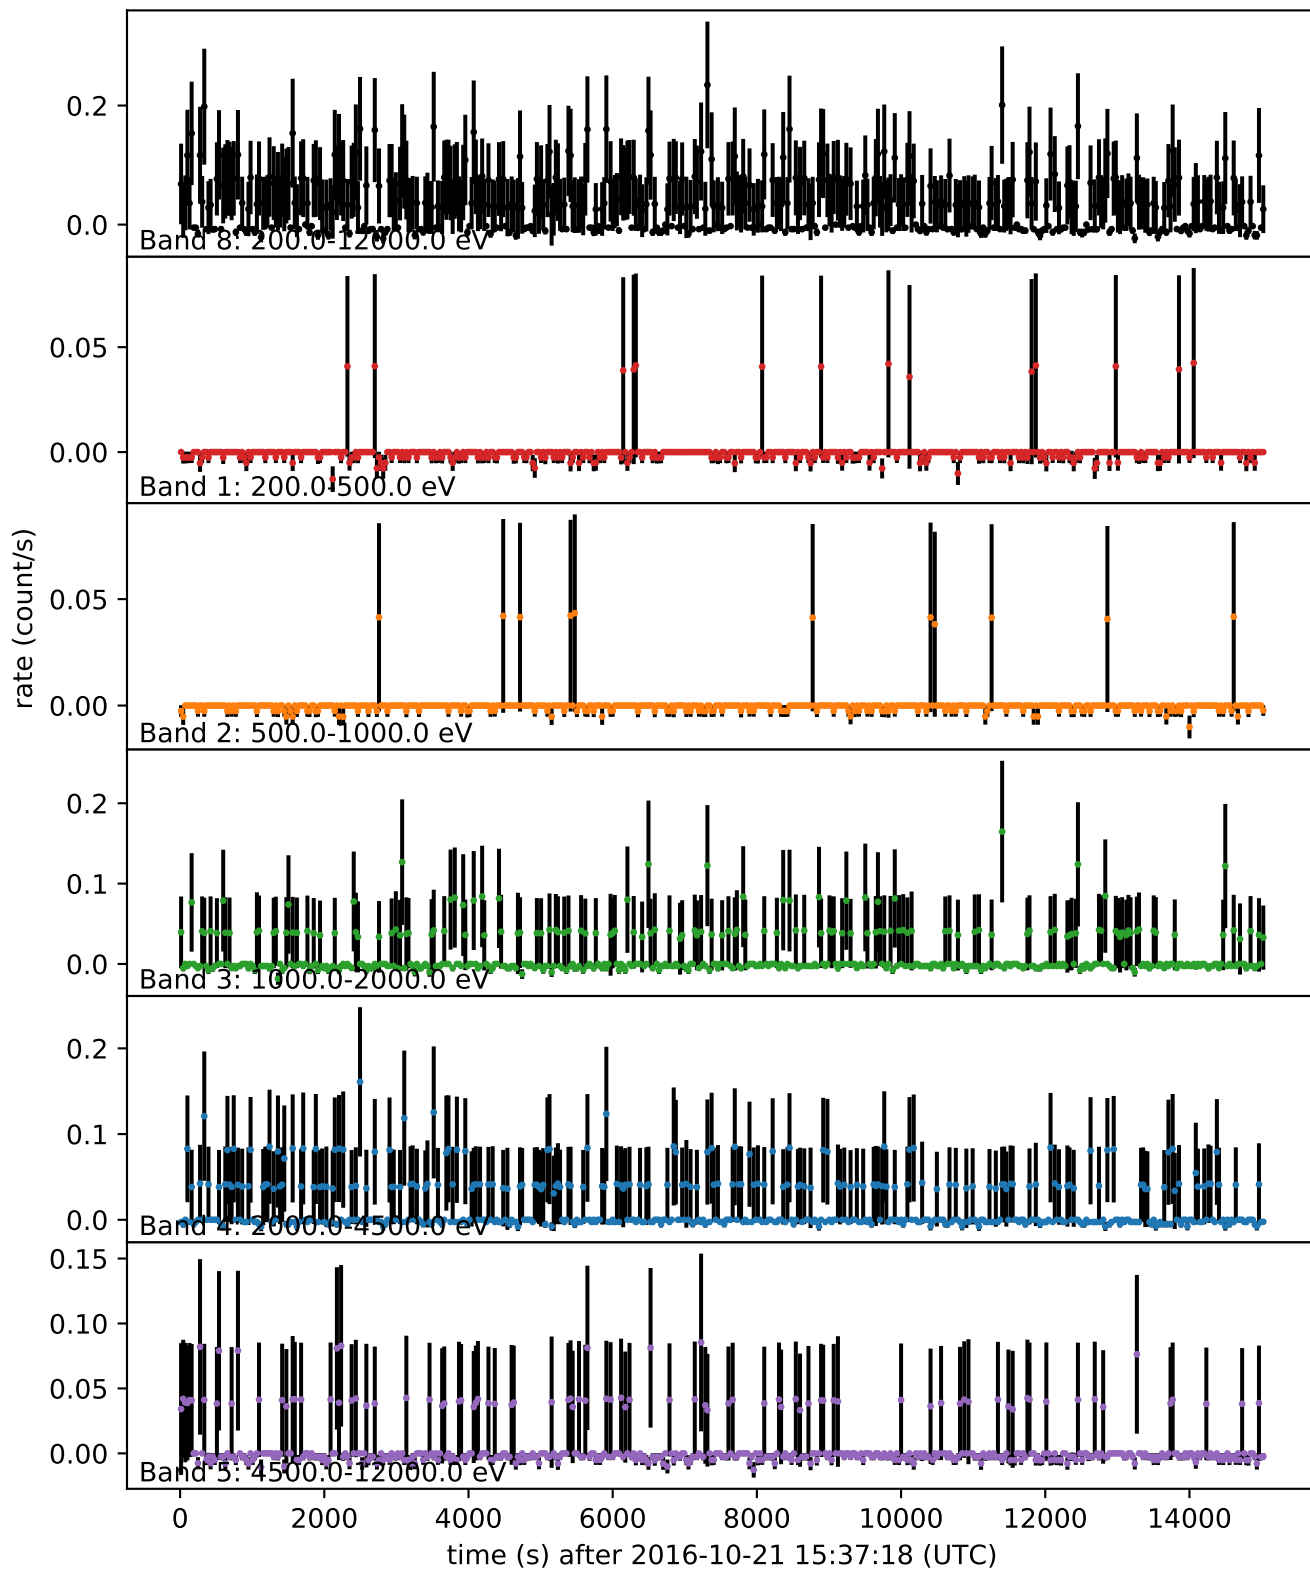 0.2
0.0
Band 8: 200.0-12000.0 eV
0.05
0.00
Band 1: 200.0-500.0 eV
rate (count/s)
0.05
0.00
Band 2: 500.0-1000.0 eV
0.2
0.1
0.0
Band 3: 1000.0-2000.0 eV
0.2
0.1
0.0
Band 4: 2000.0-4500.0 eV
0.15
0.10
0.05
0.00
Band 5: 4500.0-12000.0 eV
0 2000 4000 6000 8000 10000 12000 14000
time (s) after 2016-10-21 15:37:18 (UTC)